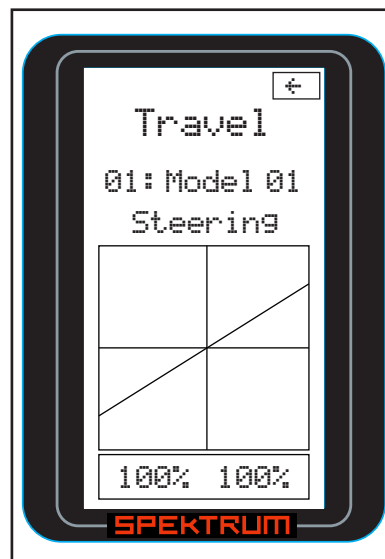 ←
Travel
01: Model 01
Steering
100% 100%
SPEKTRUM